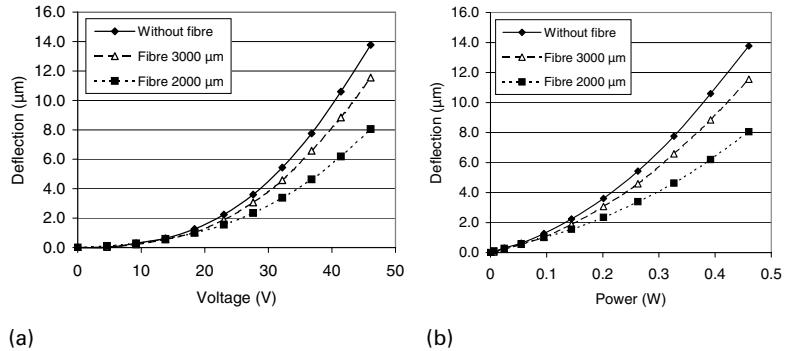 16.0
14.0
12.0
10.0
8.0
6.0
4.0
2.0
0.0
Deflection (µm)
Without fibre
Fibre 3000 µm
Fibre 2000 µm
0 10 20 30 40 50
Voltage (V)
(a)
16.0
14.0
12.0
10.0
8.0
6.0
4.0
2.0
0.0
Deflection (µm)
Without fibre
Fibre 3000 µm
Fibre 2000 µm
0 0.1 0.2 0.3 0.4 0.5
Power (W)
(b)